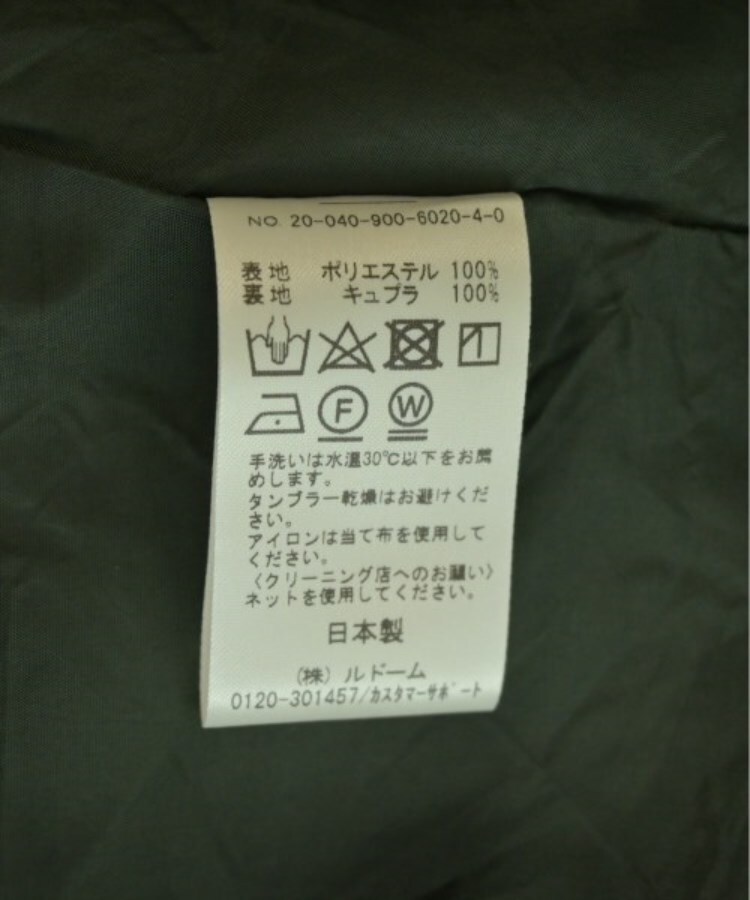 NO. 20-040-900-6020-4-0
表地 ポリエステル 100%
裏地 キュプラ 100%
F W
手洗いは水温30℃以下をお薦
めします。
タンブラー乾燥はお避けくだ
さい。
アイロンは当て布を使用して
ください。
〈クリーニング店へのお願い〉
ネットを使用してください。
日本製
(株) ルドーム
0120-301457/カスタマーサポート